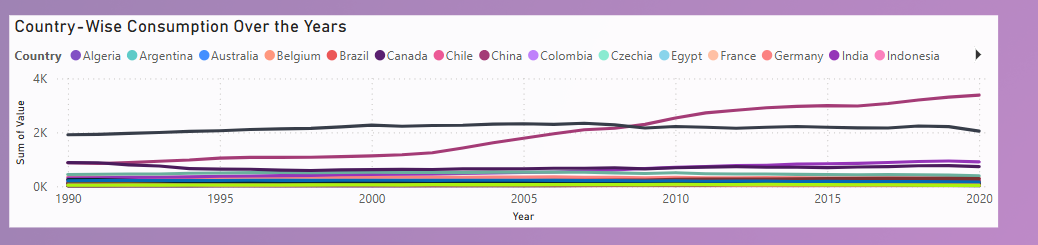 Country-Wise Consumption Over the Years
Country Algeria Argentina Australia Belgium Brazil Canada Chile China Colombia Czechia Egypt France Germany India Indonesia
4K
2K
0K
Sum of Value
1990 1995 2000 2005 2010 2015 2020
Year